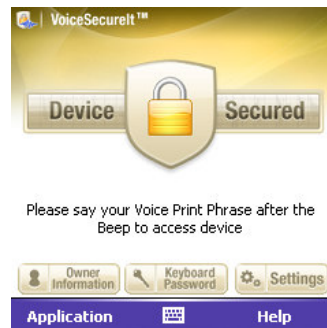 VoiceSecureIt™
Device Secured
Please say your Voice Print Phrase after the
Beep to access device
Owner Information Keyboard Password Settings
Application Help